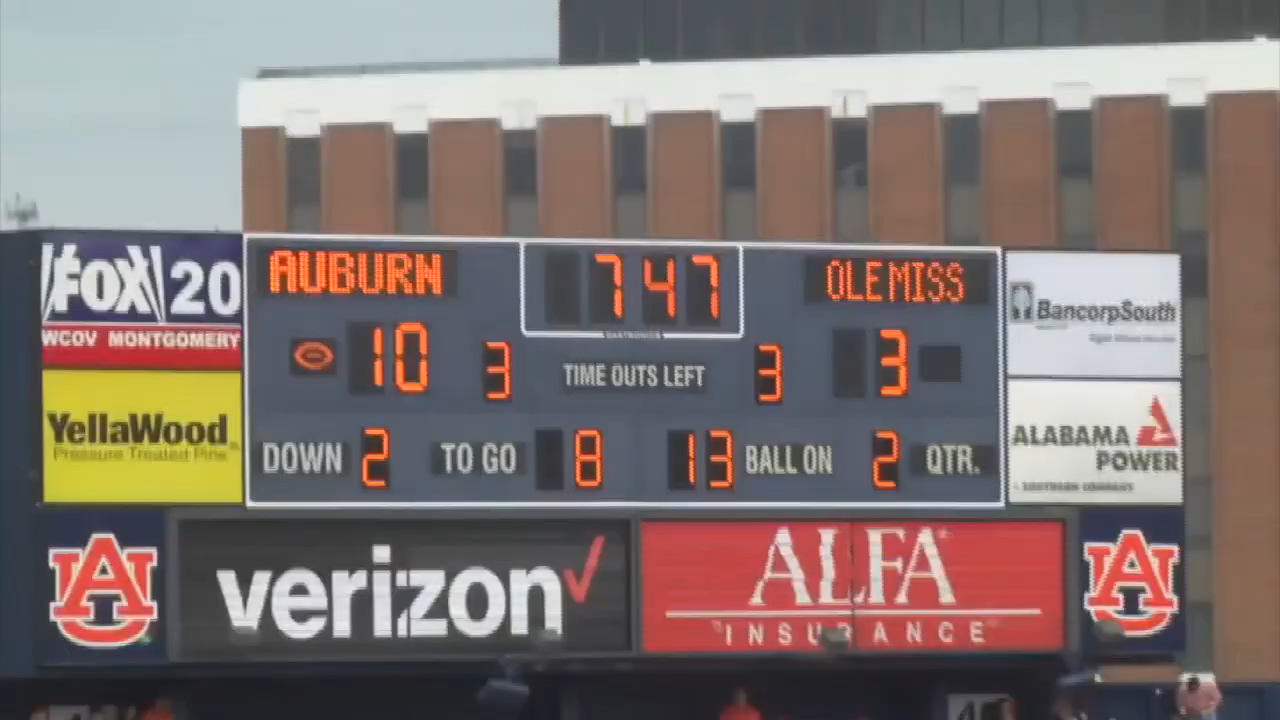 FOX 20
WCOV MONTGOMERY
YellaWood
Pressure Treated Pine
AUBURN
7 47
OLE MISS
10
3
TIME OUTS LEFT
3
3
DOWN 2 TO GO 8 13 BALL ON 2 QTR.
BancorpSouth
ALABAMA
POWER
A SOUTHERN COMPANY
AU
verizon
ALFA
INSURANCE
AU